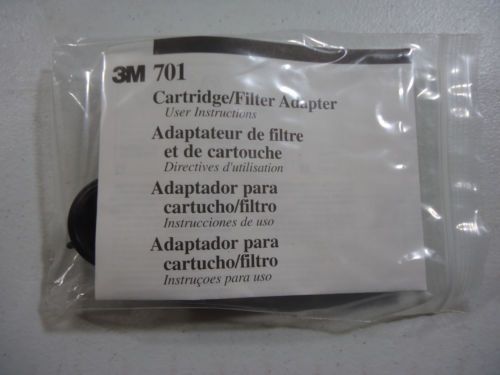 3M 701
Cartridge/Filter Adapter
User Instructions
Adaptateur de filtre
et de cartouche
Directives d'utilisation
Adaptador para
cartucho/filtro
Instrucciones de uso
Adaptador para
cartucho/filtro
Instruçoes para uso